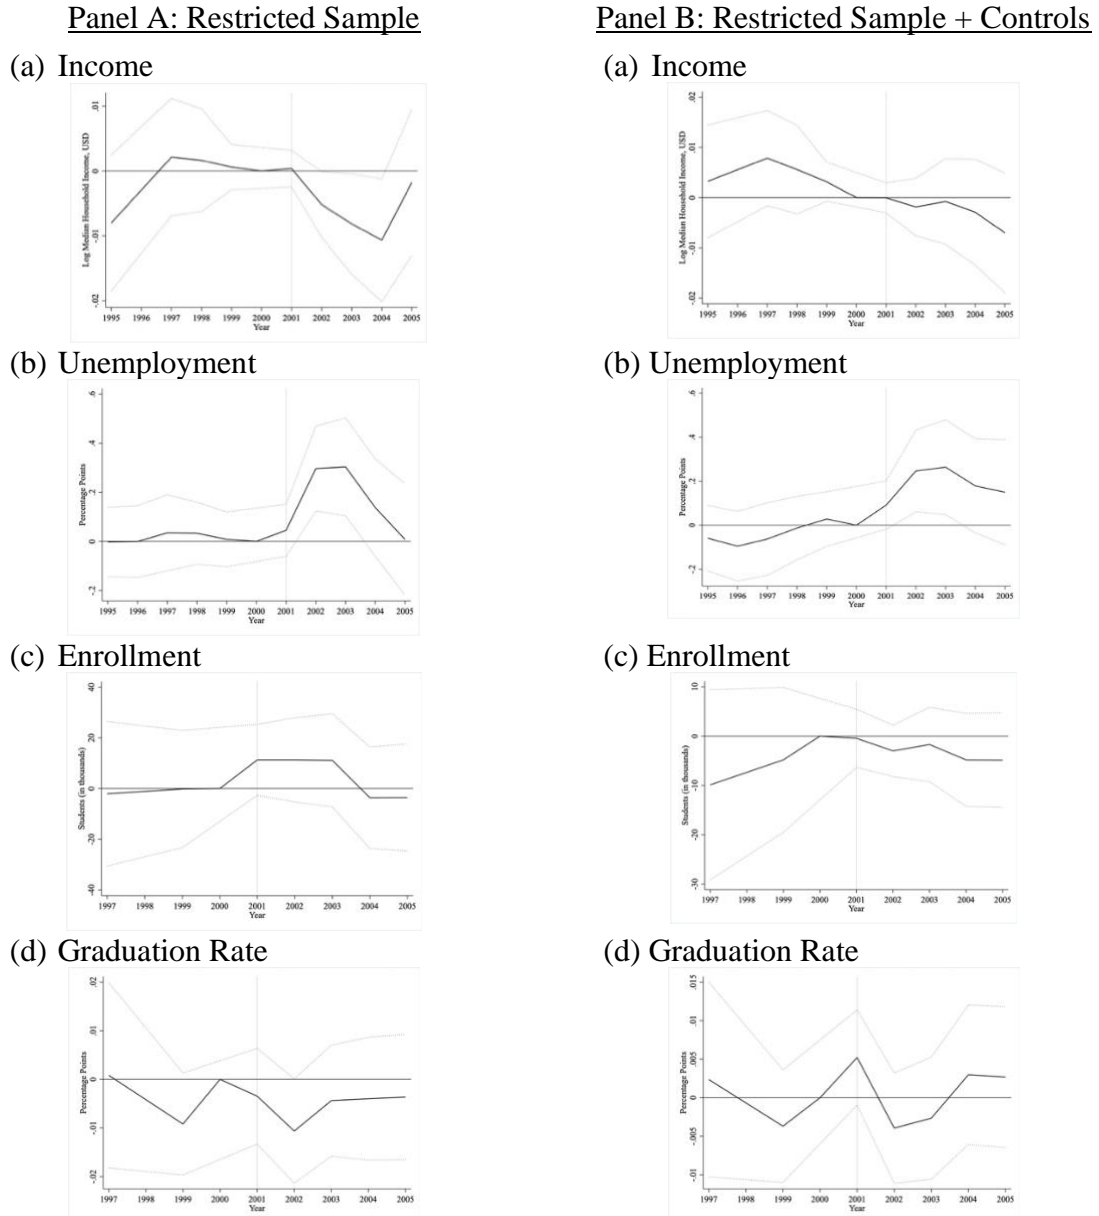 Panel A: Restricted Sample
Panel B: Restricted Sample + Controls
(a) Income
(a) Income
Log Median Household Income, USD
.01
0
-.01
-.02
1995 1996 1997 1998 1999 2000 2001 2002 2003 2004 2005
Year
Log Median Household Income, USD
.02
.01
0
-.01
-.02
1995 1996 1997 1998 1999 2000 2001 2002 2003 2004 2005
Year
(b) Unemployment
(b) Unemployment
Percentage Points
.6
.4
.2
0
-.2
1995 1996 1997 1998 1999 2000 2001 2002 2003 2004 2005
Year
Percentage Points
.6
.4
.2
0
-.2
1995 1996 1997 1998 1999 2000 2001 2002 2003 2004 2005
Year
(c) Enrollment
(c) Enrollment
Students (in thousands)
40
20
0
-20
-40
1997 1998 1999 2000 2001 2002 2003 2004 2005
Year
Students (in thousands)
10
0
-10
-20
-30
1997 1998 1999 2000 2001 2002 2003 2004 2005
Year
(d) Graduation Rate
(d) Graduation Rate
Percentage Points
.02
.01
0
-.01
-.02
1997 1998 1999 2000 2001 2002 2003 2004 2005
Year
Percentage Points
.015
.01
.005
0
-.005
-.01
1997 1998 1999 2000 2001 2002 2003 2004 2005
Year